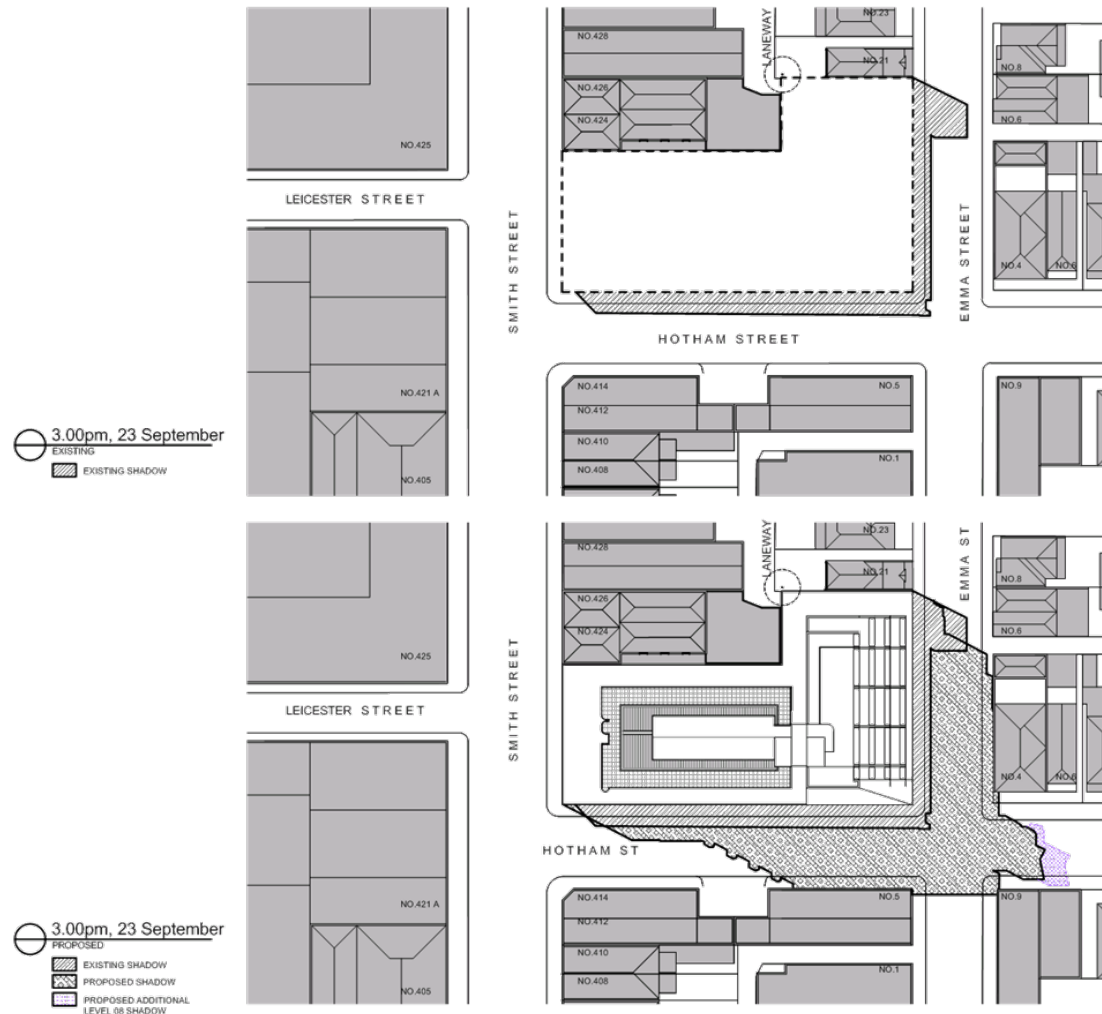 LANEWAY
NO.23
NO.428
NO.21
NO.8
NO.426
NO.424
NO.6
NO.425
LEICESTER STREET
SMITH STREET
EMMA STREET
NO.4
NO.6
HOTHAM STREET
NO.414
NO.5
NO.9
NO.421 A
NO.412
NO.410
NO.408
NO.1
NO.405
3.00pm, 23 September
EXISTING
EXISTING SHADOW
LANEWAY
NO.23
EMMA ST
NO.428
NO.21
NO.8
NO.426
NO.424
NO.6
NO.425
LEICESTER STREET
SMITH STREET
NO.4
NO.6
HOTHAM ST
NO.414
NO.5
NO.9
NO.421 A
NO.412
NO.410
NO.408
NO.1
NO.405
3.00pm, 23 September
PROPOSED
EXISTING SHADOW
PROPOSED SHADOW
PROPOSED ADDITIONAL
LEVEL 08 SHADOW